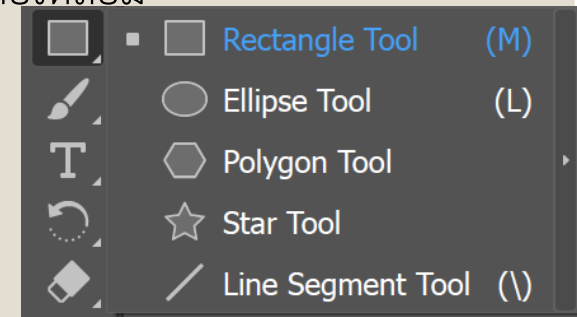 Rectangle Tool (M)
Ellipse Tool (L)
Polygon Tool
Star Tool
Line Segment Tool (\)